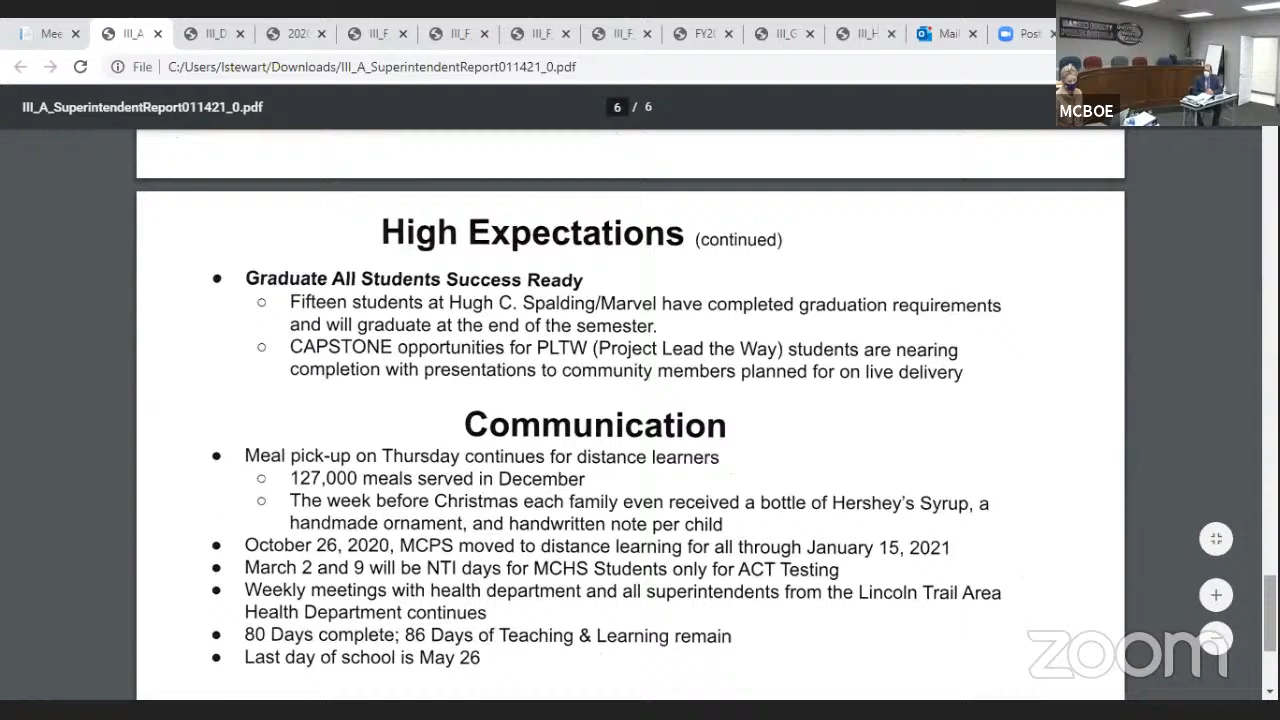 Mee
III_A
III_D
202(
III_F
III_F
III_F
III_F
FY2(
III_G
III_H
Mail
Post
File C:/Users/lstewart/Downloads/III_A_SuperintendentReport011421_0.pdf
III_A_SuperintendentReport011421_0.pdf
6 / 6
MCBOE
High Expectations (continued)
● Graduate All Students Success Ready
○ Fifteen students at Hugh C. Spalding/Marvel have completed graduation requirements
and will graduate at the end of the semester.
○ CAPSTONE opportunities for PLTW (Project Lead the Way) students are nearing
completion with presentations to community members planned for on live delivery
Communication
● Meal pick-up on Thursday continues for distance learners
○ 127,000 meals served in December
○ The week before Christmas each family even received a bottle of Hershey's Syrup, a
handmade ornament, and handwritten note per child
● October 26, 2020, MCPS moved to distance learning for all through January 15, 2021
● March 2 and 9 will be NTI days for MCHS Students only for ACT Testing
● Weekly meetings with health department and all superintendents from the Lincoln Trail Area
Health Department continues
● 80 Days complete; 86 Days of Teaching & Learning remain
● Last day of school is May 26
zoom